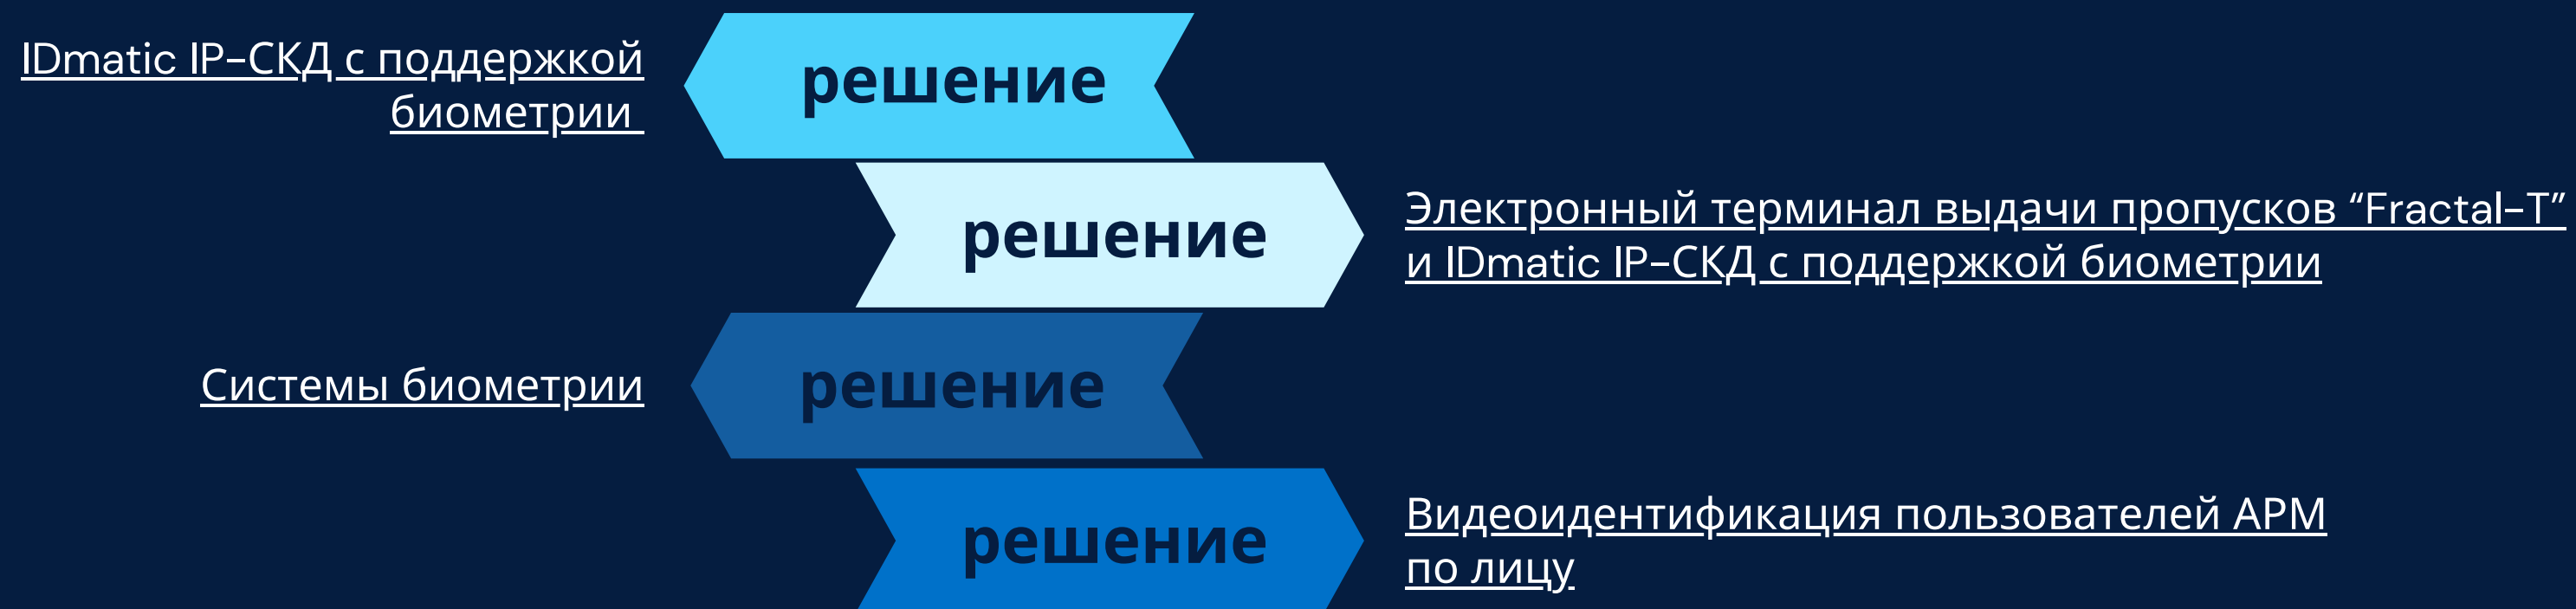 IDmatic IP-СКД с поддержкой
биометрии
решение
решение
Электронный терминал выдачи пропусков “Fractal-T”
и IDmatic IP-СКД с поддержкой биометрии
Системы биометрии
решение
решение
Видеоидентификация пользователей АРМ
по лицу